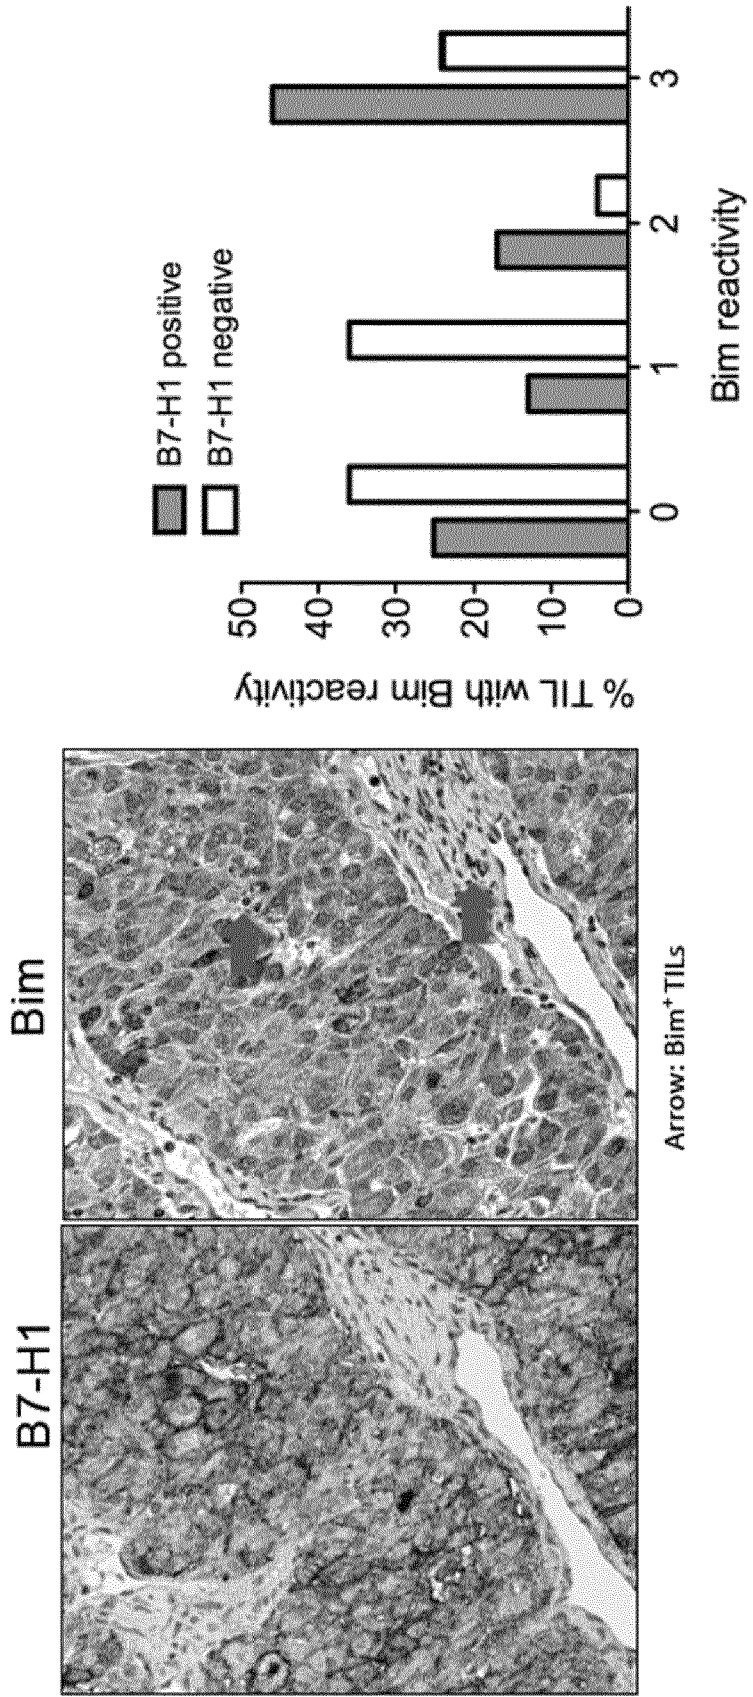 B7-H1
Bim
Arrow: Bim⁺ TILs
B7-H1 positive
B7-H1 negative
% TIL with Bim reactivity
50
40
30
20
10
0
0 1 2 3
Bim reactivity